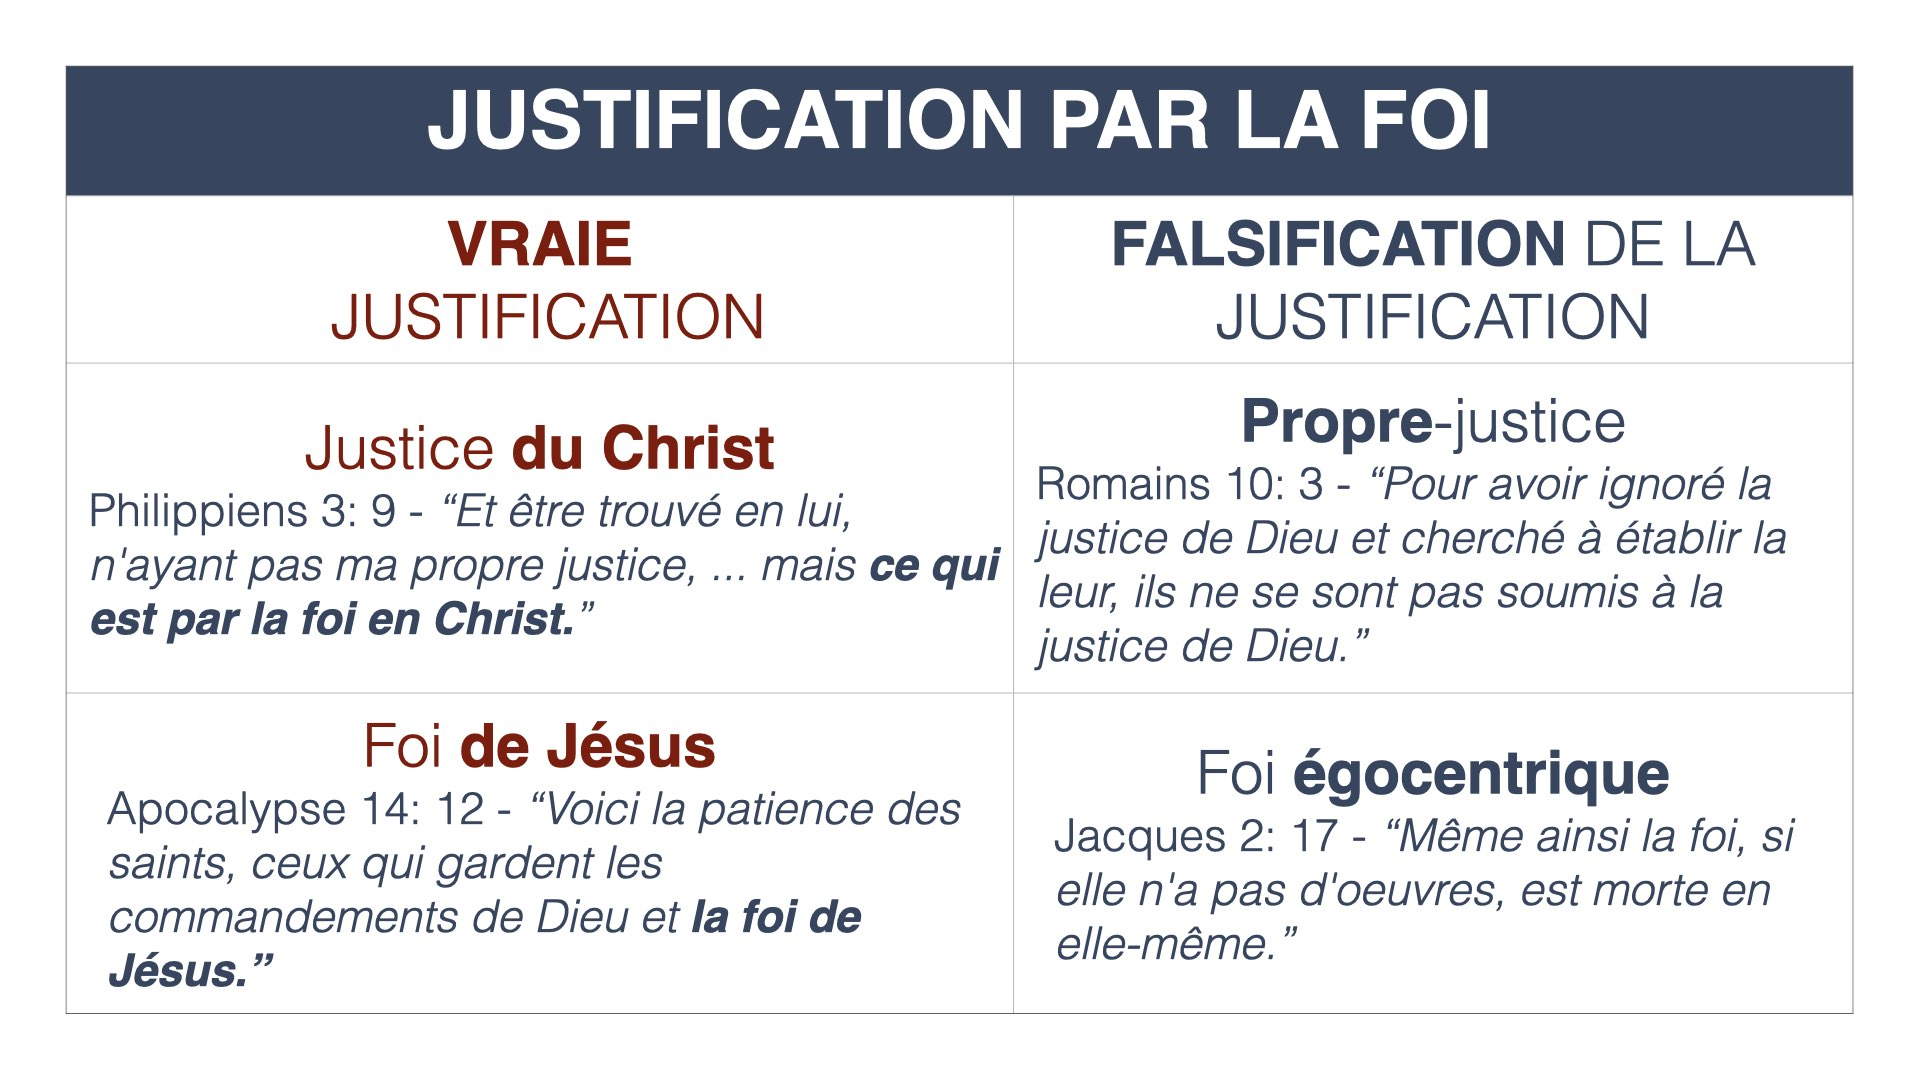 JUSTIFICATION PAR LA FOI
VRAIE
JUSTIFICATION
FALSIFICATION DE LA
JUSTIFICATION
Justice du Christ
Philippiens 3: 9 - “Et être trouvé en lui,
n'ayant pas ma propre justice, ... mais ce qui
est par la foi en Christ.”
Propre-justice
Romains 10: 3 - “Pour avoir ignoré la
justice de Dieu et cherché à établir la
leur, ils ne se sont pas soumis à la
justice de Dieu.”
Foi de Jésus
Apocalypse 14: 12 - “Voici la patience des
saints, ceux qui gardent les
commandements de Dieu et la foi de
Jésus.”
Foi égocentrique
Jacques 2: 17 - “Même ainsi la foi, si
elle n'a pas d'oeuvres, est morte en
elle-même.”